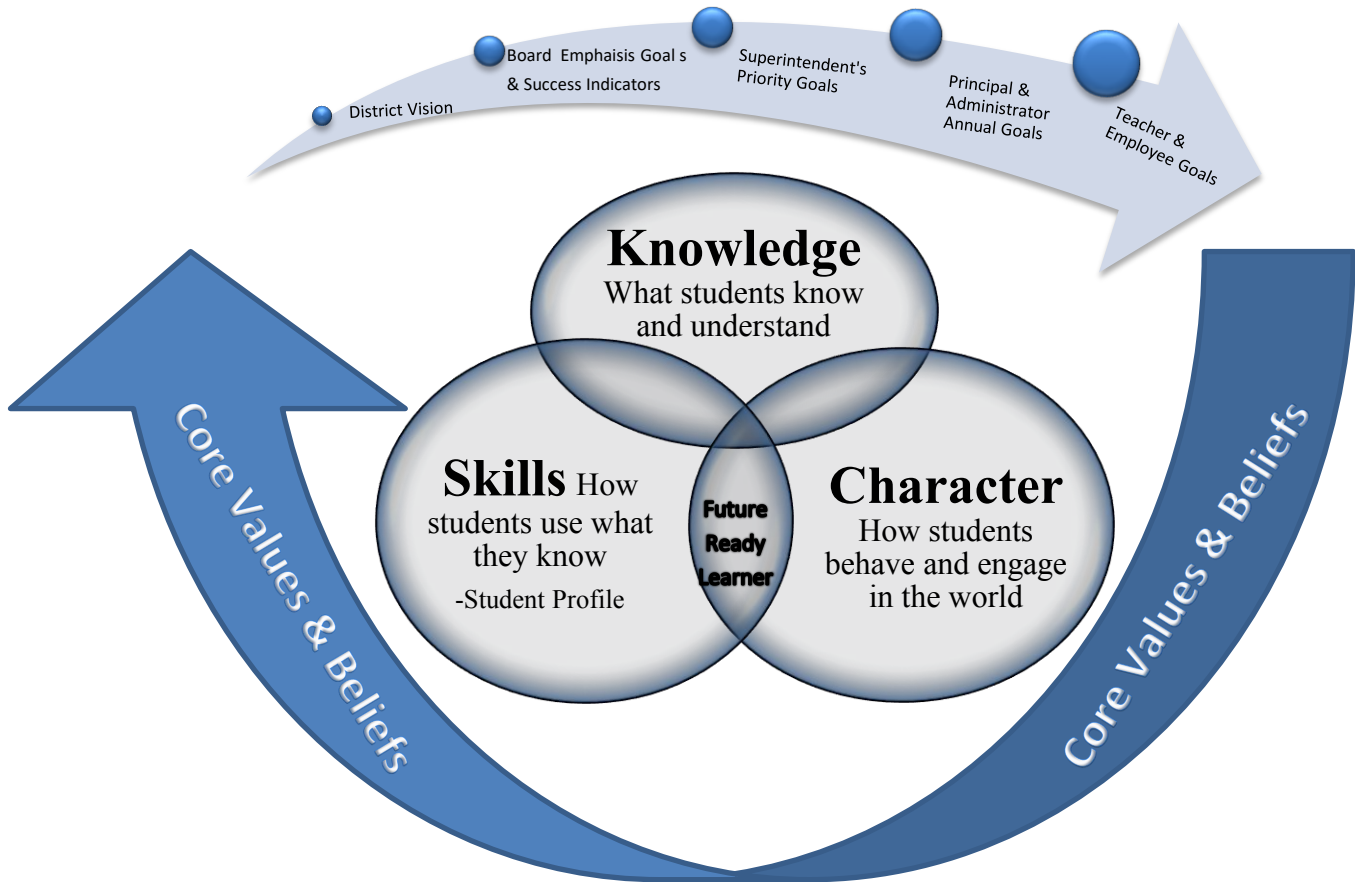 District Vision
Board Emphaisis Goal s
& Success Indicators
Superintendent's
Priority Goals
Principal &
Administrator
Annual Goals
Teacher &
Employee Goals
Knowledge
What students know
and understand
Skills How
students use what
they know
-Student Profile
Future
Ready
Learner
Character
How students
behave and engage
in the world
Core Values & Beliefs
Core Values & Beliefs